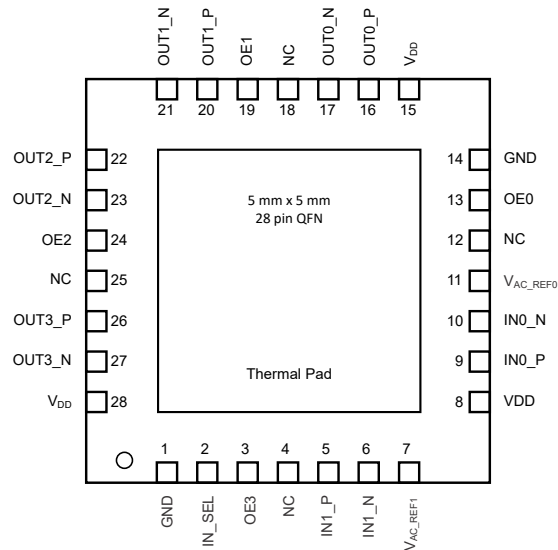 OUT1_N
OUT1_P
OE1
NC
OUT0_N
OUT0_P
VDD
21
20
19
18
17
16
15
OUT2_P 22
OUT2_N 23
OE2 24
NC 25
OUT3_P 26
OUT3_N 27
VDD 28
5 mm x 5 mm
28 pin QFN
Thermal Pad
14 GND
13 OE0
12 NC
11 VAC_REF0
10 IN0_N
9 IN0_P
8 VDD
1
2
3
4
5
6
7
GND
IN_SEL
OE3
NC
IN1_P
IN1_N
VAC_REF1